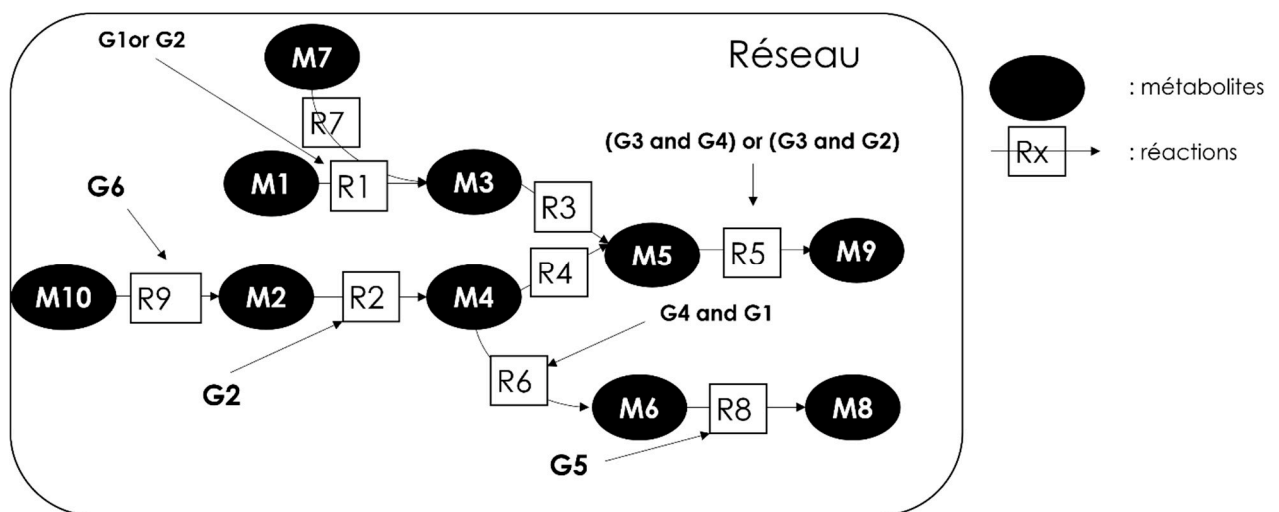 G1or G2
M7
Réseau
: métabolites
R7
(G3 and G4) or (G3 and G2)
Rx
: réactions
M1
R1
M3
G6
R3
M5
R5
M9
R4
M10
R9
M2
R2
M4
G4 and G1
R6
G2
M6
R8
M8
G5